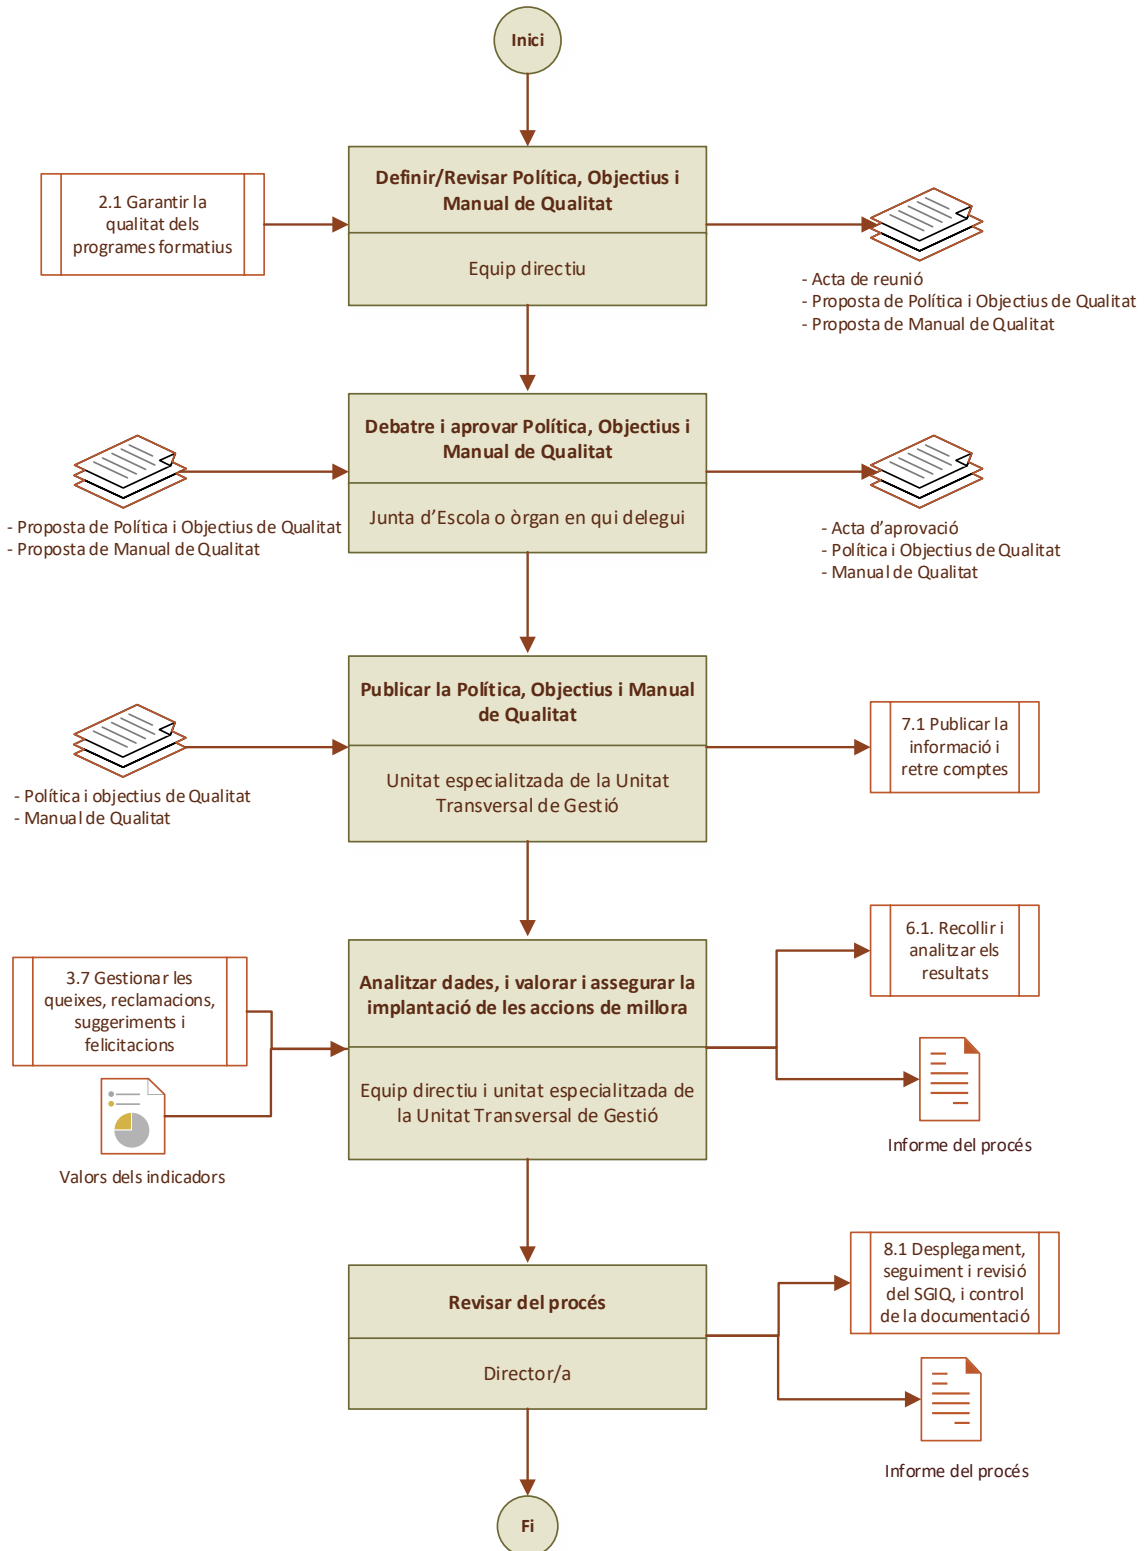 Inici
Definir/Revisar Política, Objectius i
Manual de Qualitat
Equip directiu
2.1 Garantir la
qualitat dels
programes formatius
- Acta de reunió
- Proposta de Política i Objectius de Qualitat
- Proposta de Manual de Qualitat
Debatre i aprovar Política, Objectius i
Manual de Qualitat
Junta d’Escola o òrgan en qui delegui
- Proposta de Política i Objectius de Qualitat
- Proposta de Manual de Qualitat
- Acta d’aprovació
- Política i Objectius de Qualitat
- Manual de Qualitat
Publicar la Política, Objectius i Manual
de Qualitat
Unitat especialitzada de la Unitat
Transversal de Gestió
- Política i objectius de Qualitat
- Manual de Qualitat
7.1 Publicar la
informació i
retre comptes
Analitzar dades, i valorar i assegurar la
implantació de les accions de millora
Equip directiu i unitat especialitzada de
la Unitat Transversal de Gestió
3.7 Gestionar les
queixes, reclamacions,
suggeriments i
felicitacions
Valors dels indicadors
6.1. Recollir i
analitzar els
resultats
Informe del procés
Revisar del procés
Director/a
8.1 Desplegament,
seguiment i revisió
del SGIQ, i control
de la documentació
Informe del procés
Fi